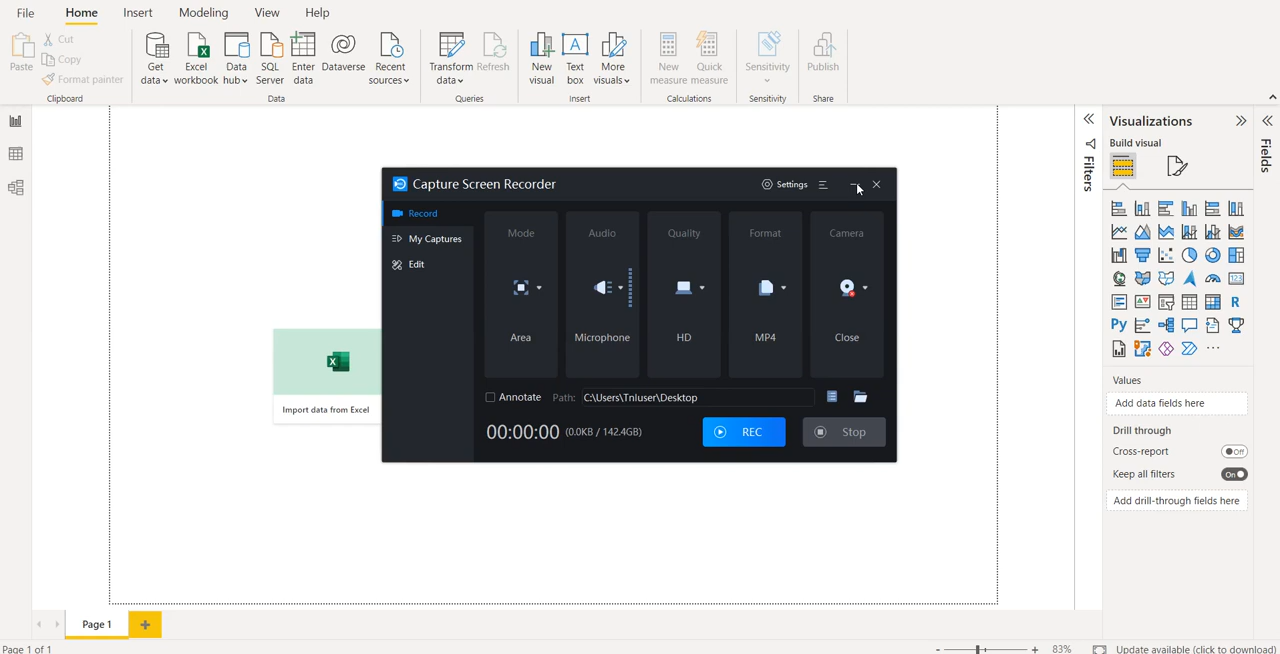 File Home Insert Modeling View Help
Paste
Cut
Copy
Format painter
Clipboard
Get data
Excel workbook
Data hub
SQL Server
Enter data
Dataverse
Recent sources
Data
Transform data
Refresh
Queries
New visual
Text box
More visuals
Insert
New measure
Quick measure
Calculations
Sensitivity
Sensitivity
Publish
Share
Capture Screen Recorder
Settings
Record
My Captures
Edit
Mode Audio Quality Format Camera
Area Microphone HD MP4 Close
Annotate Path: C:\Users\Tnluser\Desktop
00:00:00 (0.0KB / 142.4GB) REC Stop
Import data from Excel
Filters
Visualizations
Build visual
R
Py
123
Values
Add data fields here
Drill through
Cross-report Off
Keep all filters On
Add drill-through fields here
Fields
Page 1
Page 1 of 1
- + 83% Update available (click to download)